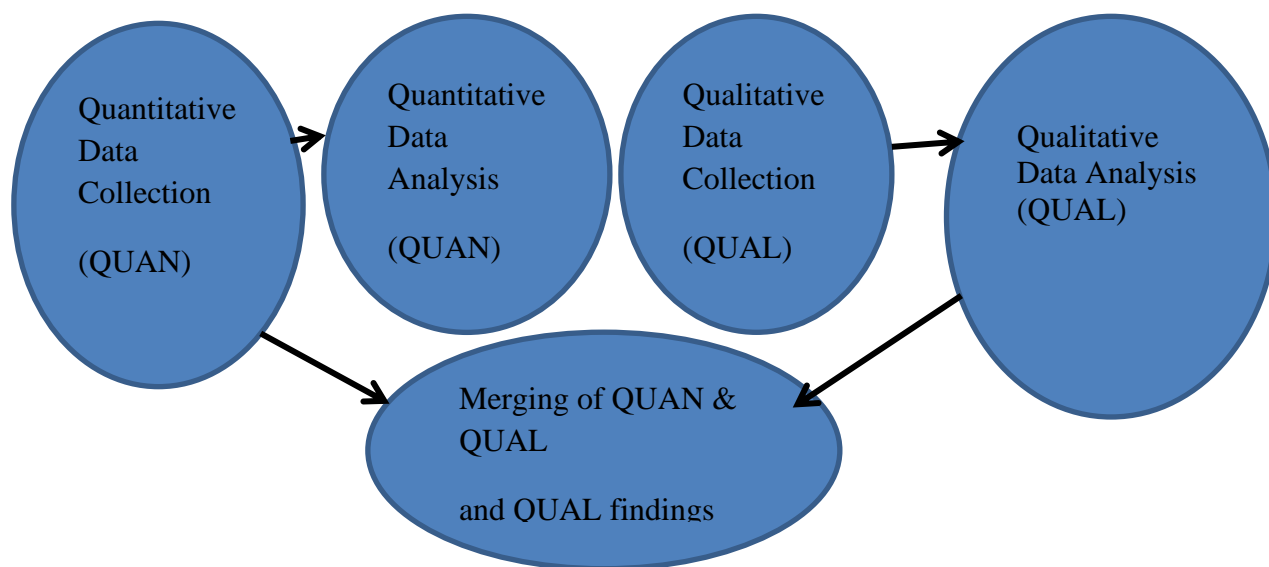 Quantitative
Data
Collection
(QUAN)
Quantitative
Data
Analysis
(QUAN)
Qualitative
Data
Collection
(QUAL)
Qualitative
Data Analysis
(QUAL)
Merging of QUAN &
QUAL
and QUAL findings